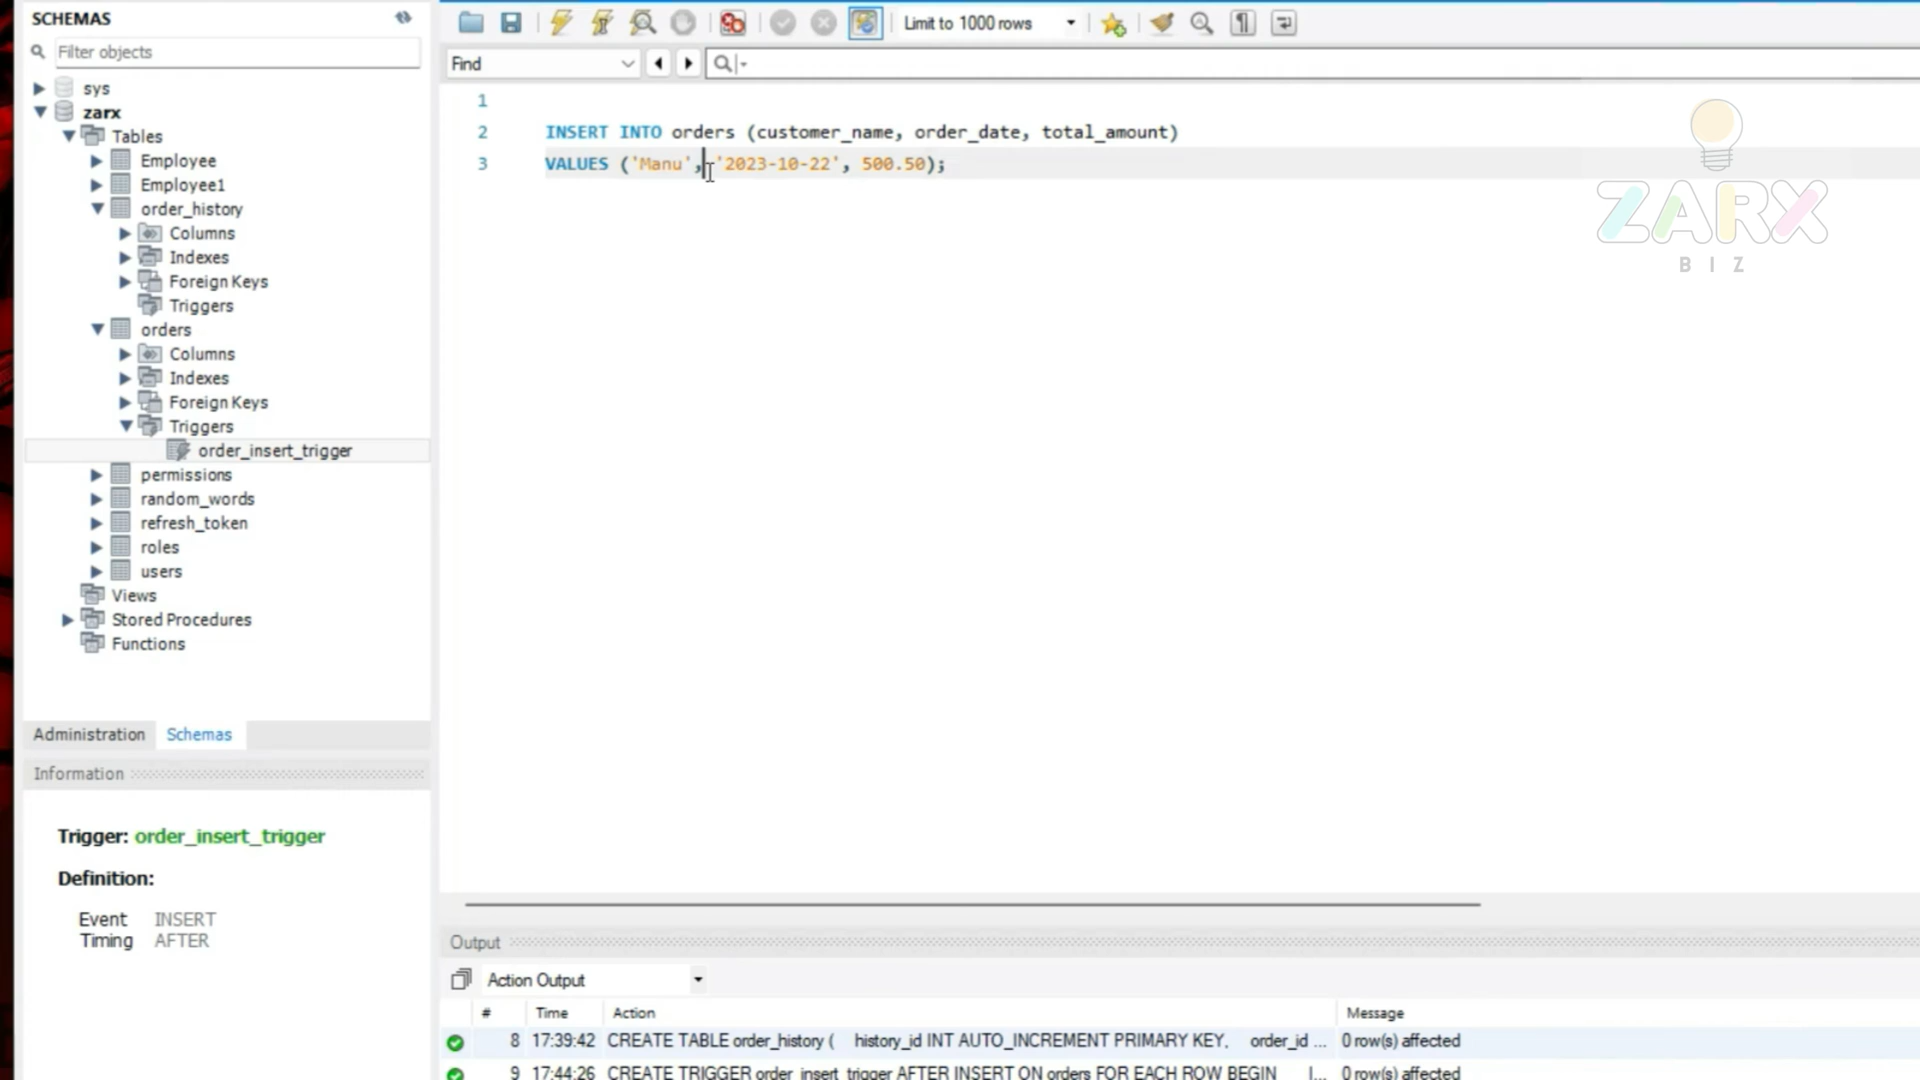 SCHEMAS
Filter objects
sys
zarx
Tables
Employee
Employee1
order_history
Columns
Indexes
Foreign Keys
Triggers
orders
Columns
Indexes
Foreign Keys
Triggers
order_insert_trigger
permissions
random_words
refresh_token
roles
users
Views
Stored Procedures
Functions
Administration Schemas
Information
Trigger: order_insert_trigger
Definition:
Event INSERT
Timing AFTER
Limit to 1000 rows
Find
1
2 INSERT INTO orders (customer_name, order_date, total_amount)
3 VALUES ('Manu', '2023-10-22', 500.50);
ZARX
BIZ
Output
Action Output
# Time Action Message
8 17:39:42 CREATE TABLE order_history ( history_id INT AUTO_INCREMENT PRIMARY KEY, order_id ... 0 row(s) affected
9 17:44:26 CREATE TRIGGER order_insert_trigger AFTER INSERT ON orders FOR EACH ROW BEGIN I... 0 row(s) affected